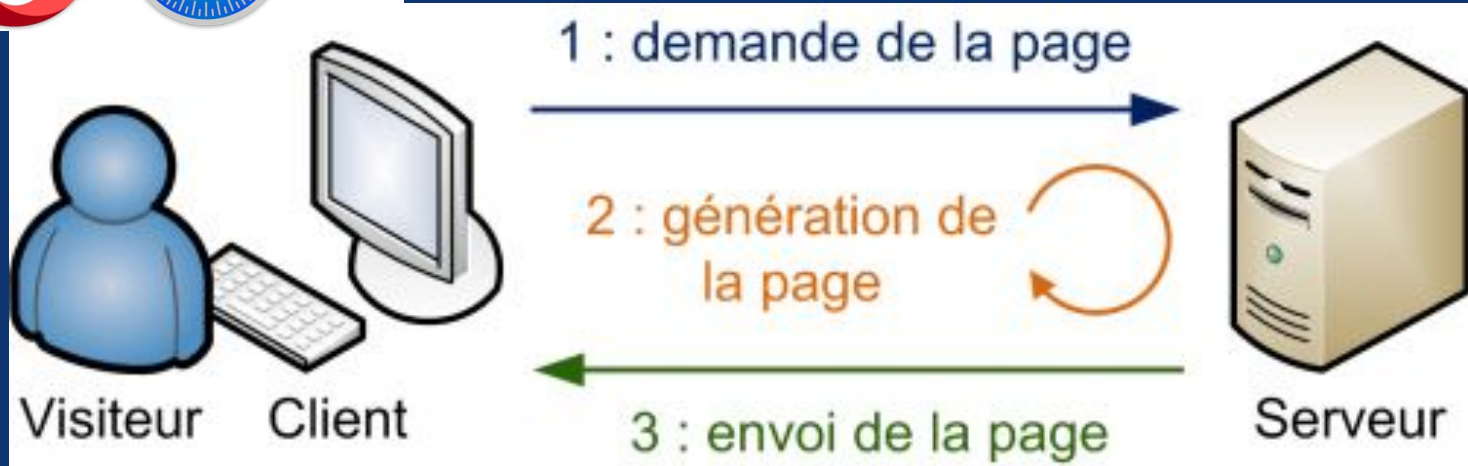 1 : demande de la page
2 : génération de
la page
3 : envoi de la page
Visiteur
Client
Serveur